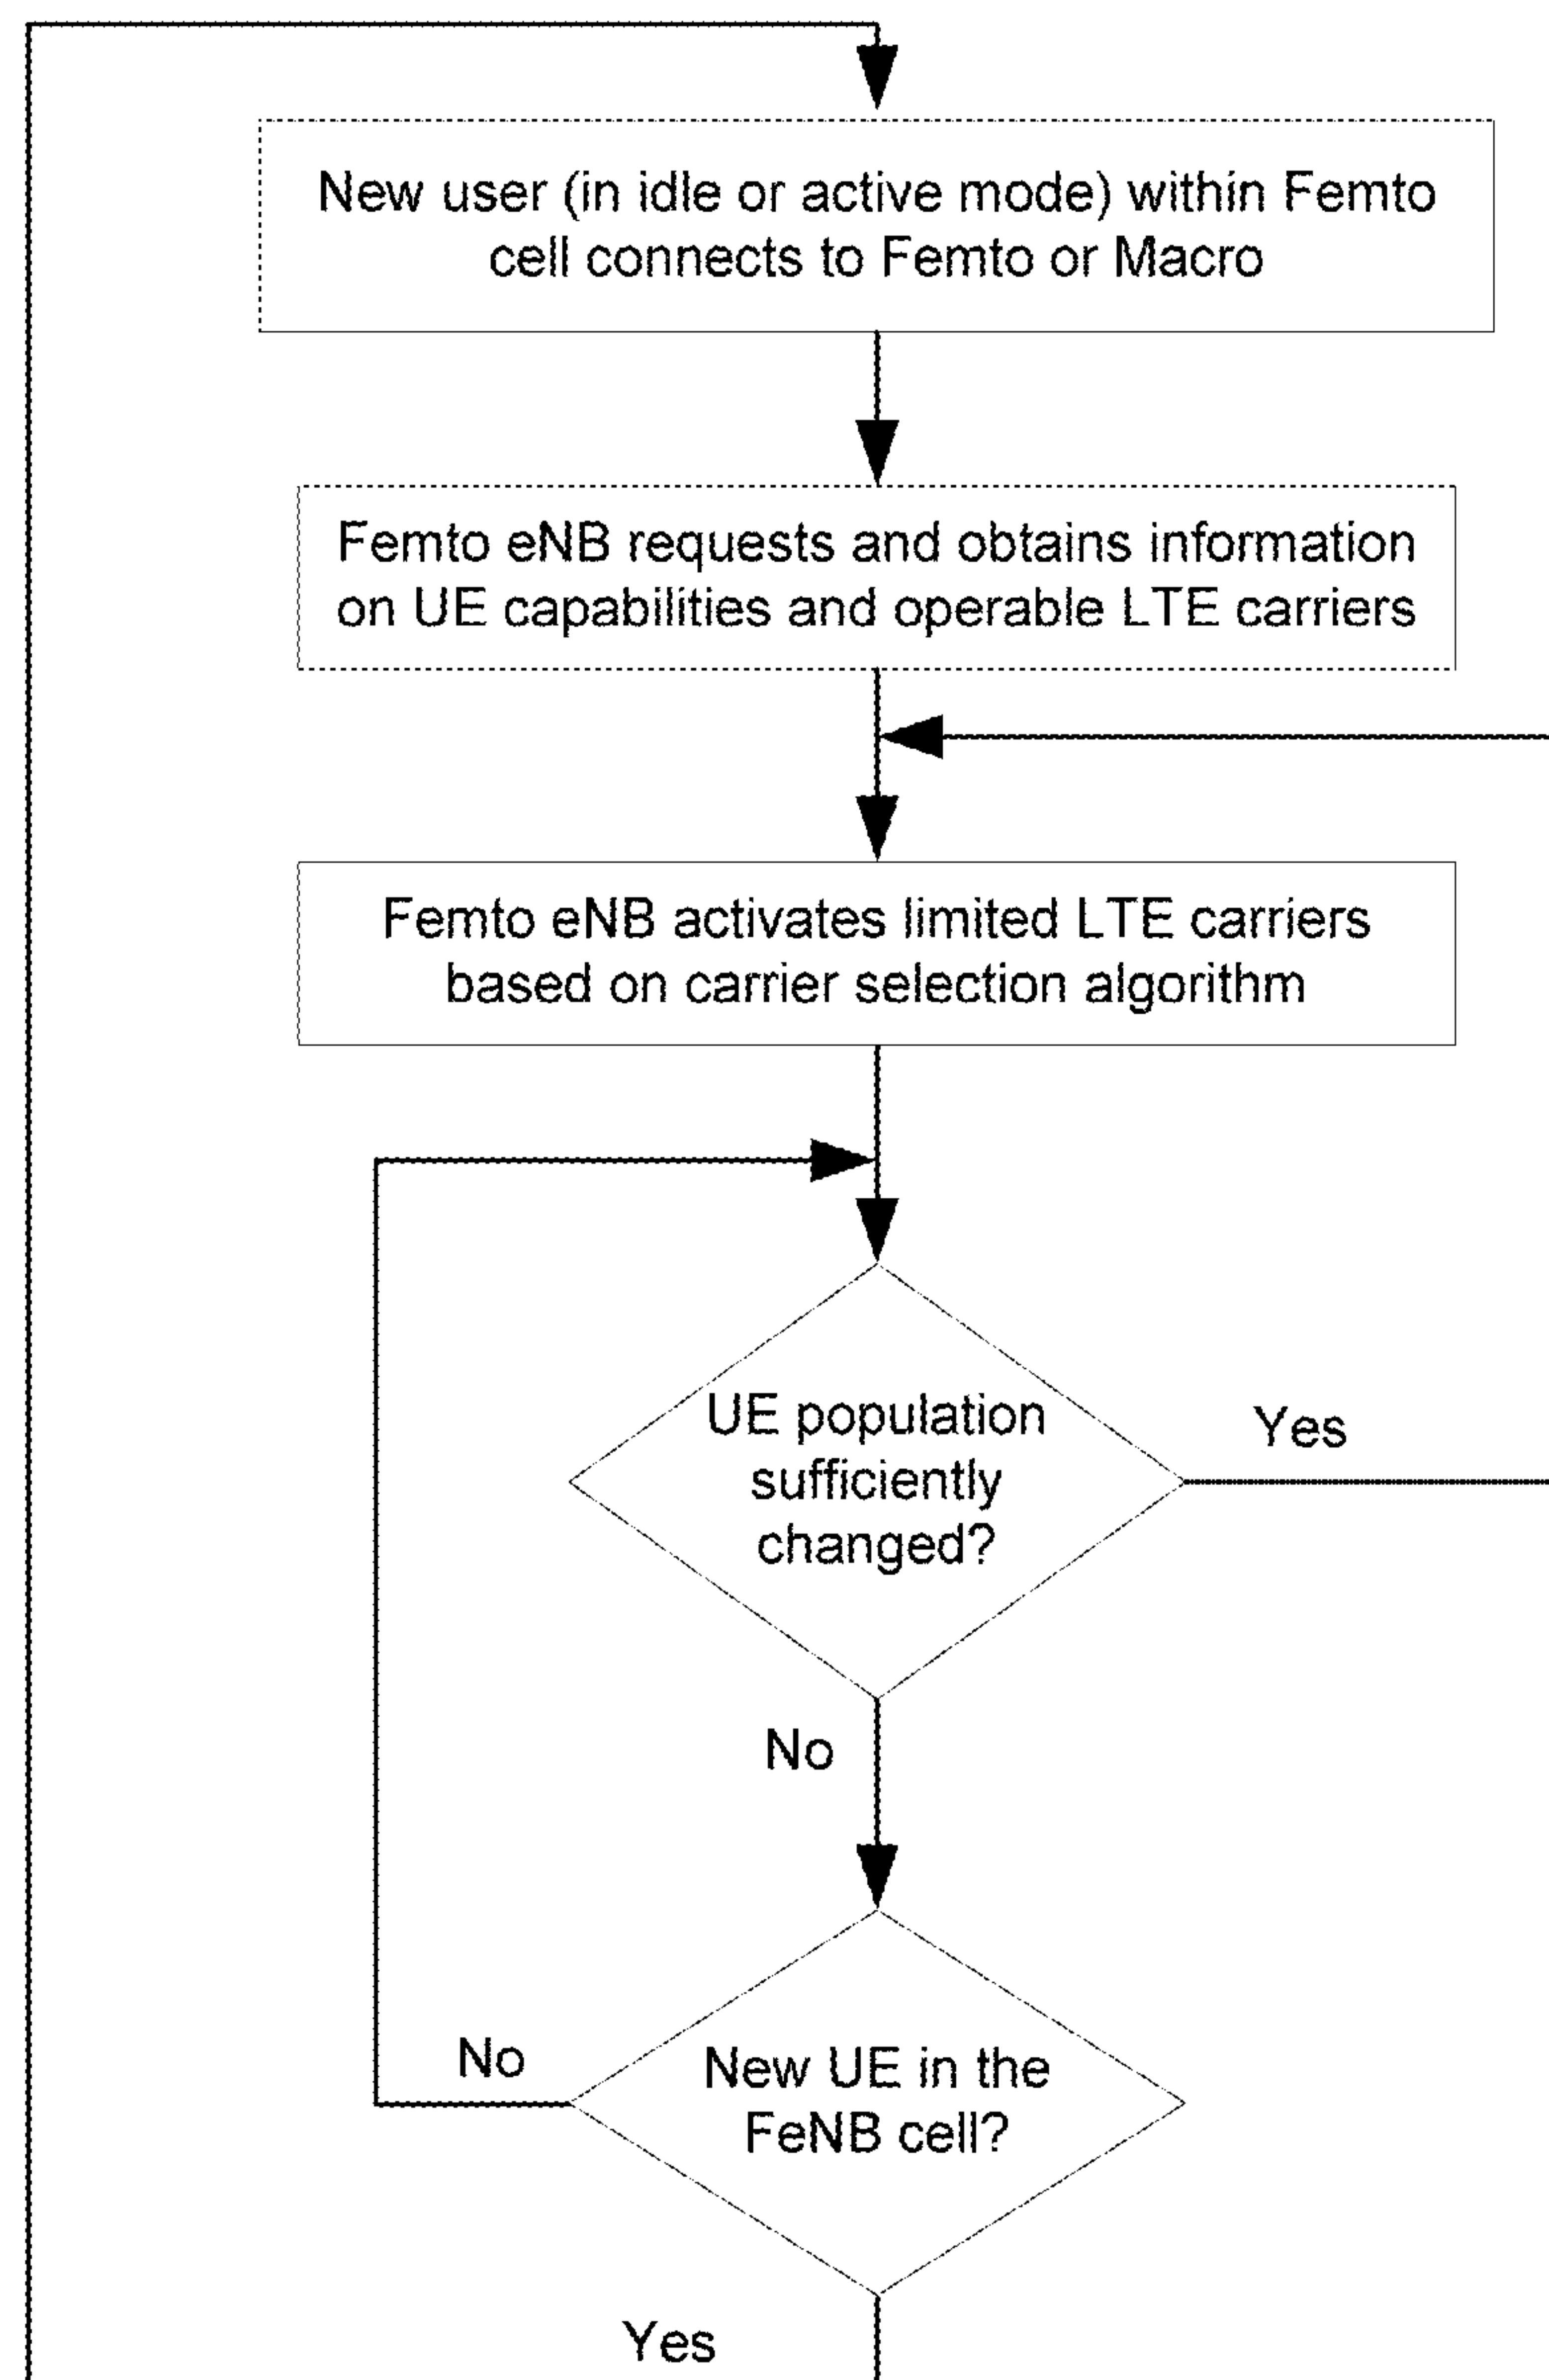 New user (in idle or active mode) within Femto
cell connects to Femto or Macro
Femto eNB requests and obtains information
on UE capabilities and operable LTE carriers
Femto eNB activates limited LTE carriers
based on carrier selection algorithm
UE population
sufficiently
changed?
Yes
No
New UE in the
FeNB cell?
No
Yes